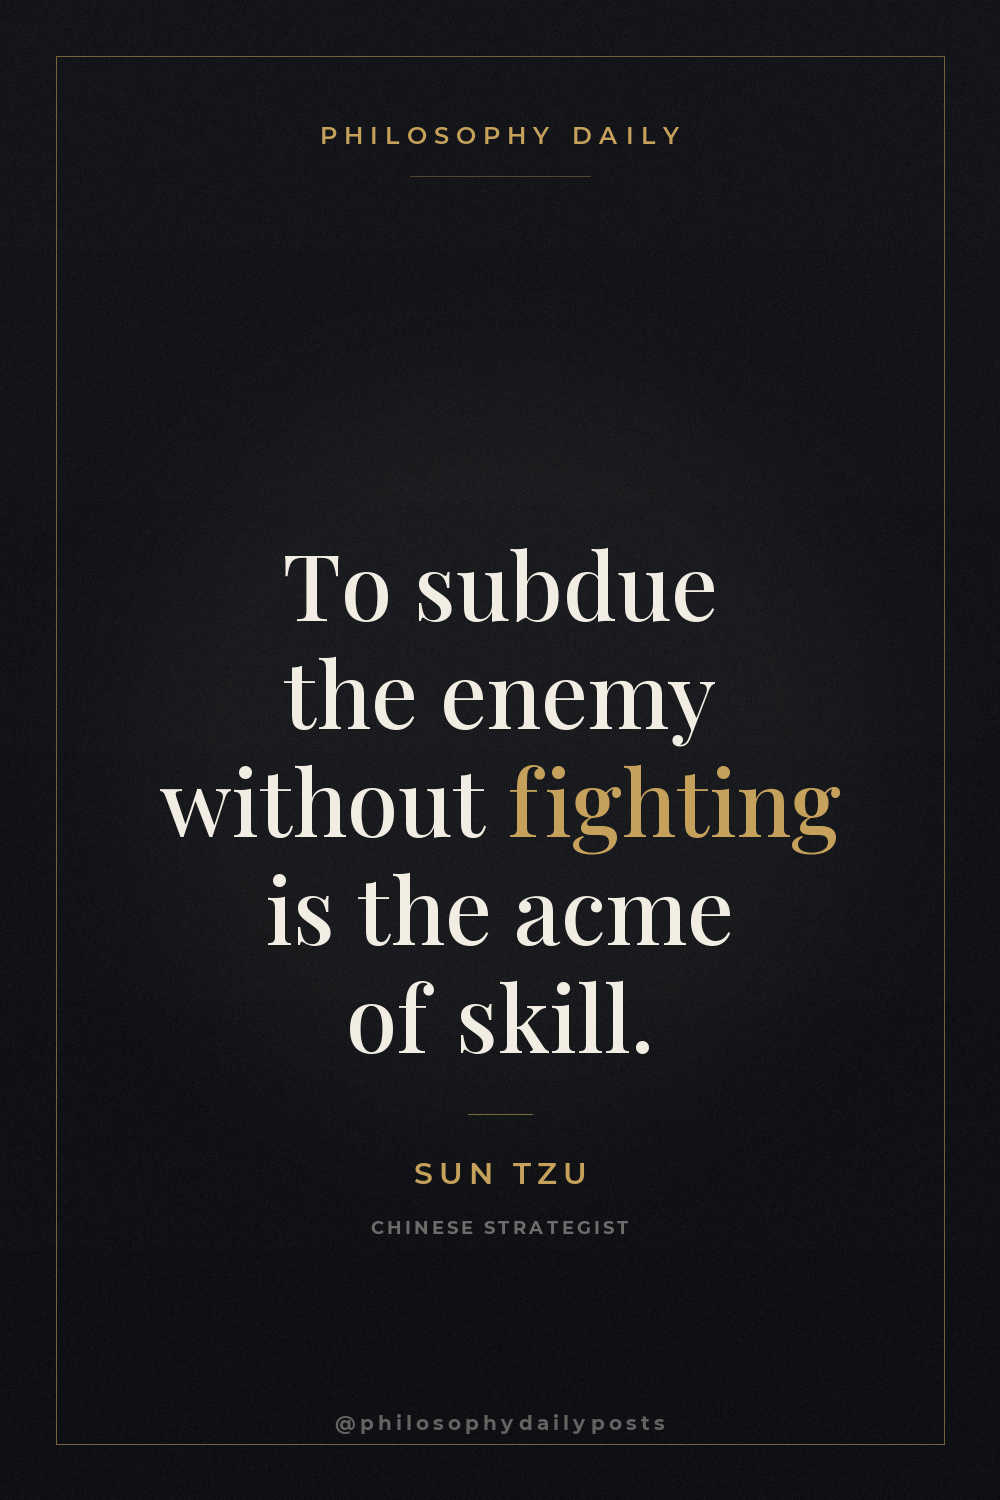 PHILOSOPHY DAILY
To subdue
the enemy
without fighting
is the acme
of skill.
SUN TZU
CHINESE STRATEGIST
@philosophydailyposts